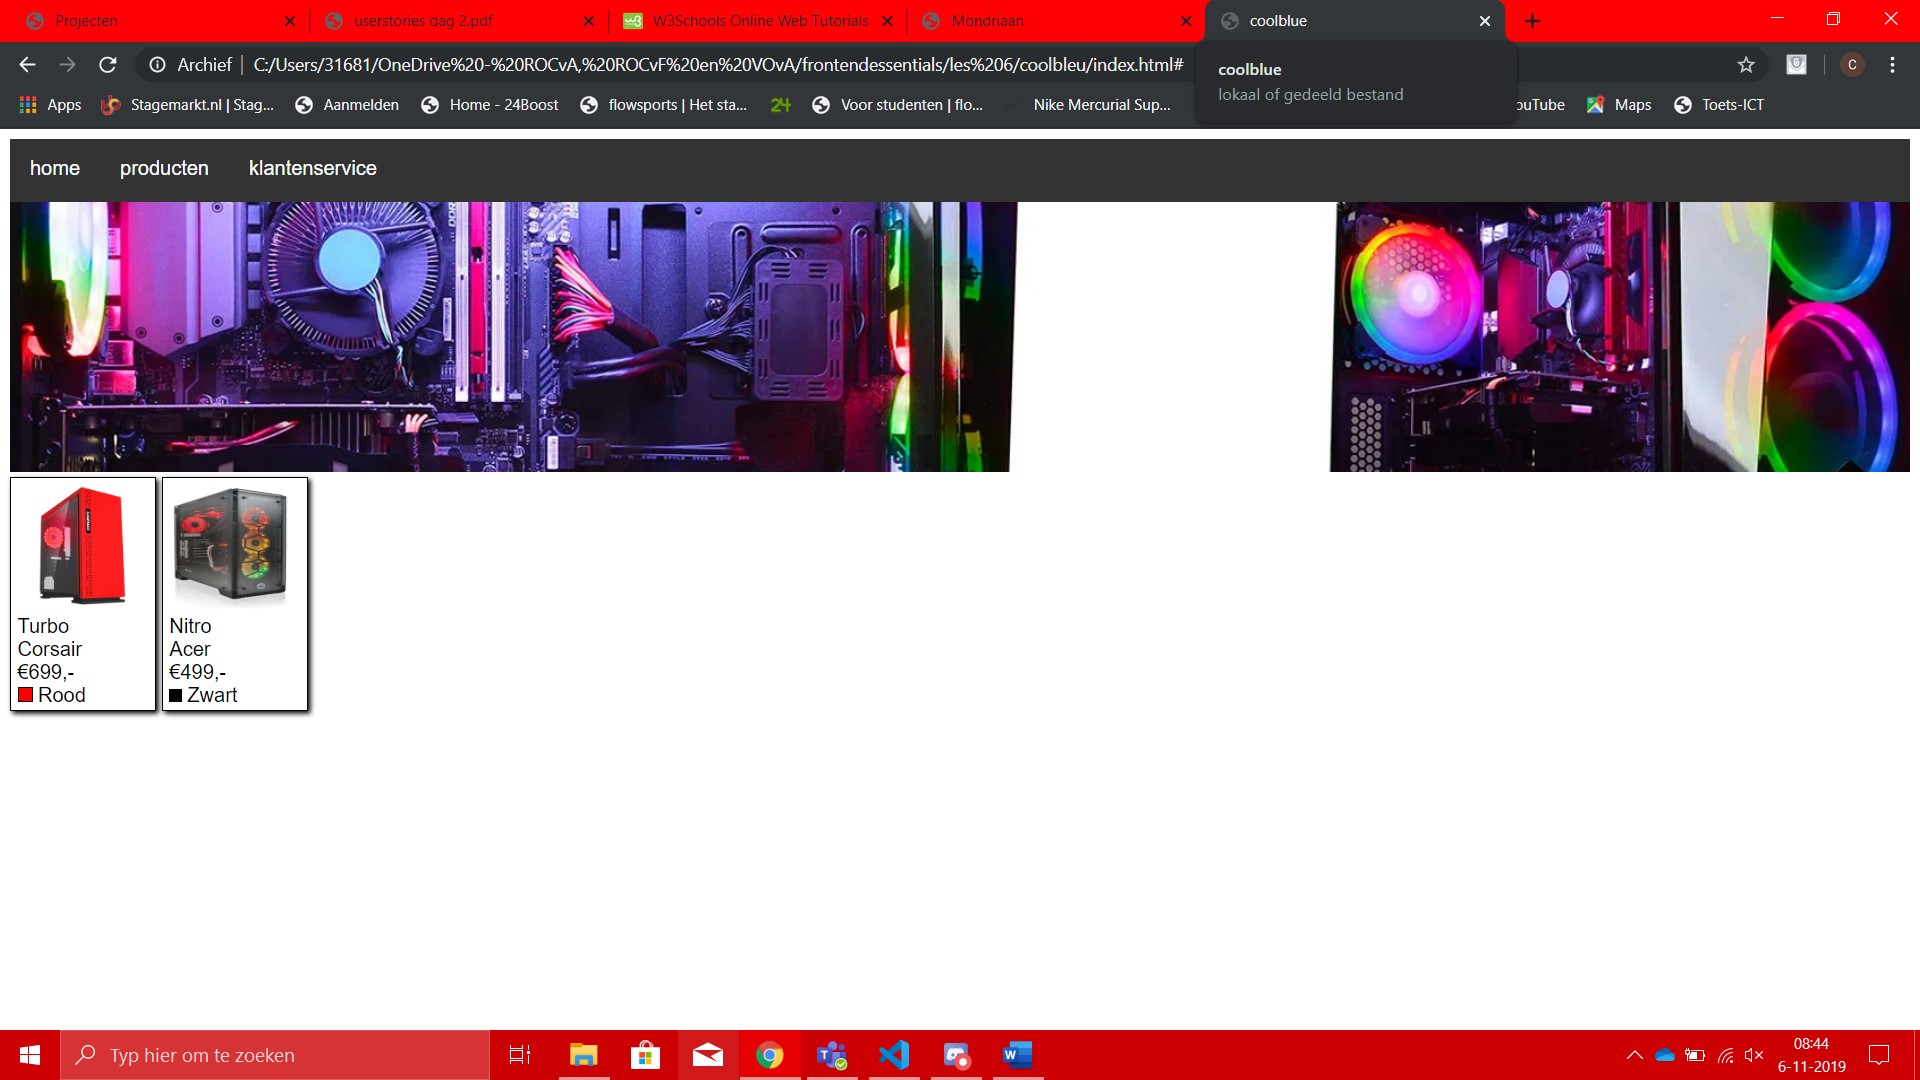 Projecten
userstories dag 2.pdf
W3Schools Online Web Tutorials
Mondriaan
coolblue
Archief
C:/Users/31681/OneDrive%20-%20ROCvA,%20ROCvF%20en%20VOvA/frontendessentials/les%206/coolbleu/index.html#
C
coolblue
lokaal of gedeeld bestand
Apps
Stagemarkt.nl | Stag...
Aanmelden
Home - 24Boost
flowsports | Het sta...
24
Voor studenten | flo...
Nike Mercurial Sup...
ouTube
Maps
Toets-ICT
home
producten
klantenservice
Turbo
Corsair
€699,-
Rood
Nitro
Acer
€499,-
Zwart
Typ hier om te zoeken
08:44
6-11-2019